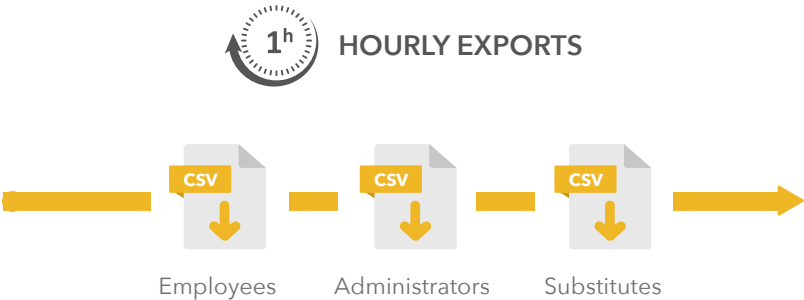 1h
HOURLY EXPORTS
CSV
CSV
CSV
Employees
Administrators
Substitutes